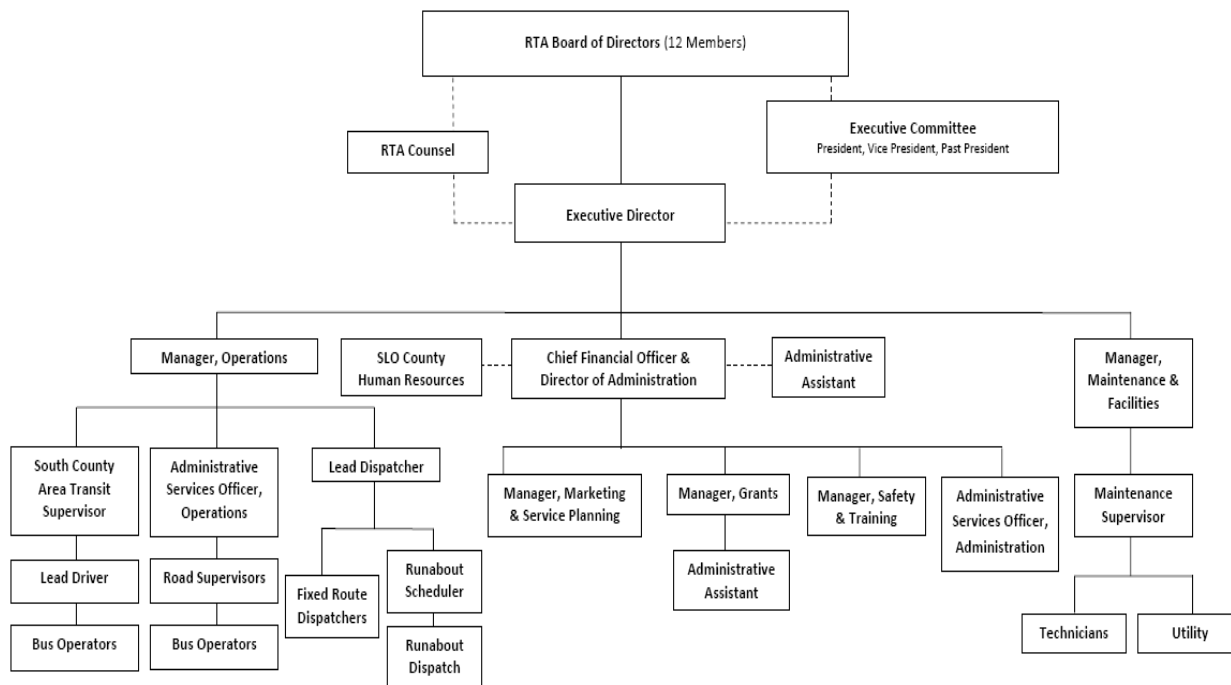 RTA Board of Directors (12 Members)
RTA Counsel
Executive Committee
President, Vice President, Past President
Executive Director
Manager, Operations
SLO County
Human Resources
Chief Financial Officer &
Director of Administration
Administrative
Assistant
Manager,
Maintenance &
Facilities
South County
Area Transit
Supervisor
Administrative
Services Officer,
Operations
Lead Dispatcher
Manager, Marketing
& Service Planning
Manager, Grants
Manager, Safety
& Training
Administrative
Services Officer,
Administration
Maintenance
Supervisor
Lead Driver
Road Supervisors
Fixed Route
Dispatchers
Runabout
Scheduler
Administrative
Assistant
Bus Operators
Bus Operators
Runabout
Dispatch
Technicians
Utility